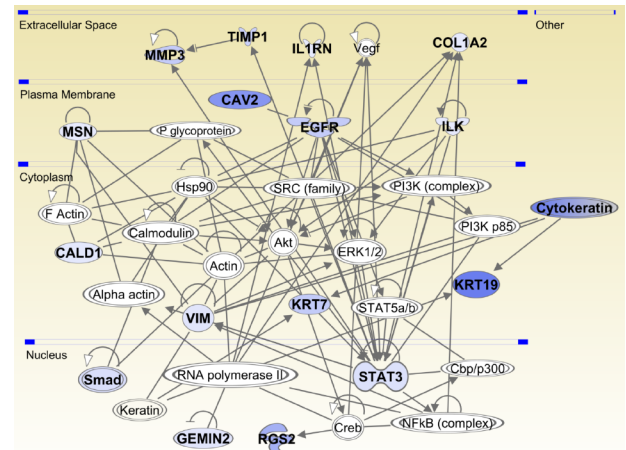 Extracellular Space
Other
TIMP1
MMP3
IL1RN
Vegf
COL1A2
Plasma Membrane
CAV2
MSN
P glycoprotein
EGFR
ILK
Cytoplasm
Hsp90
SRC (family)
PI3K (complex)
F Actin
Calmodulin
PI3K p85
Cytokeratin
CALD1
Actin
Akt
ERK1/2
Alpha actin
VIM
KRT7
STAT5a/b
KRT19
Nucleus
Smad
RNA polymerase II
STAT3
Cbp/p300
Keratin
GEMIN2
RGS2
Creb
NFkB (complex)